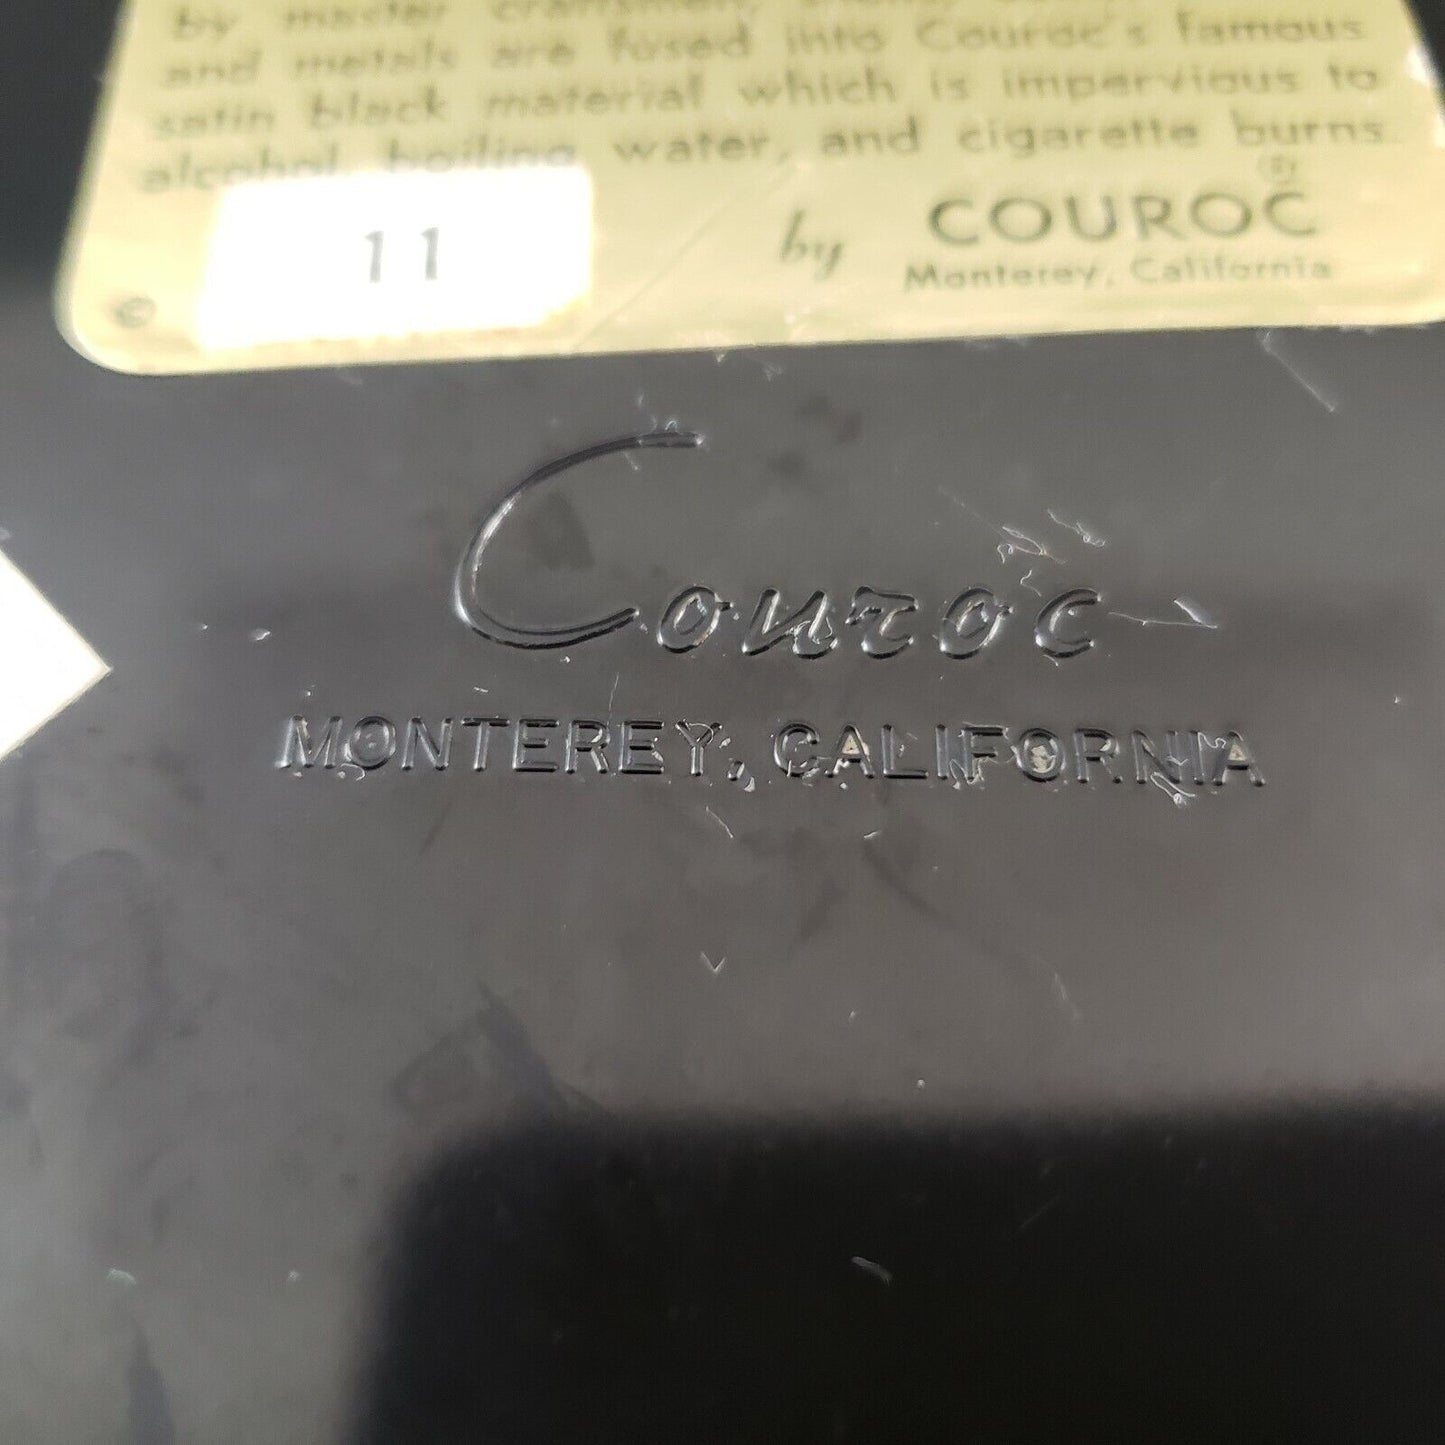 by master craftsmen,
and metals are fused into Couroc's famous
satin black material which is impervious to
alcohol, boiling water, and cigarette burns.
11
by COUROC ®
Monterey, California
©
Couroc
MONTEREY, CALIFORNIA